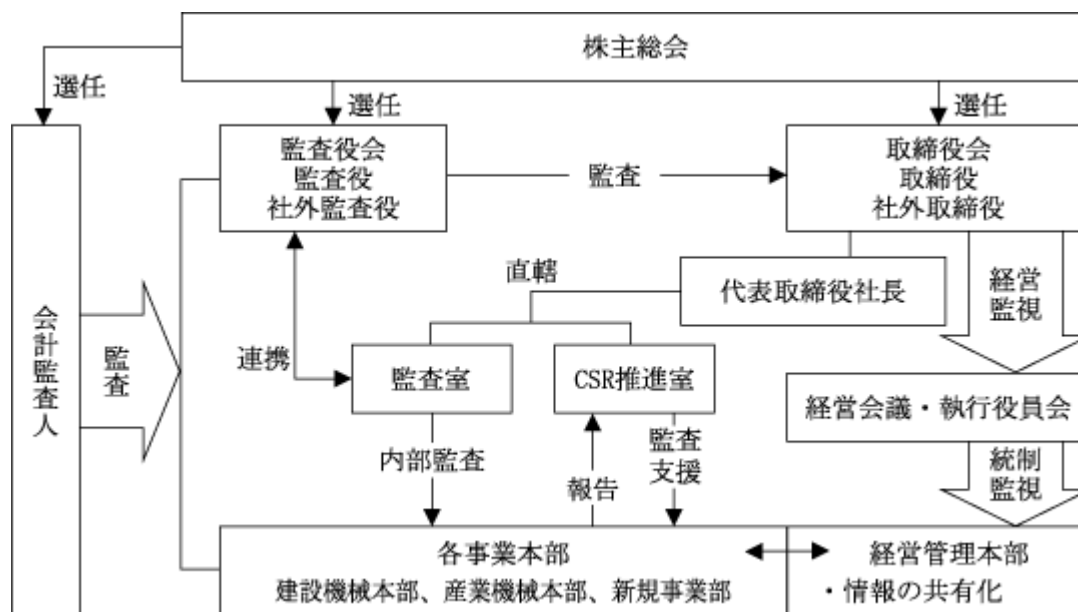 株主総会
選任
選任
選任
監査役会
監査役
社外監査役
監査
取締役会
取締役
社外取締役
直轄
代表取締役社長
経営
監視
会計監査人
監査
連携
監査室
CSR推進室
経営会議・執行役員会
内部監査
報告
監査
支援
統制
監視
各事業本部
建設機械本部、産業機械本部、新規事業部
経営管理本部
・情報の共有化